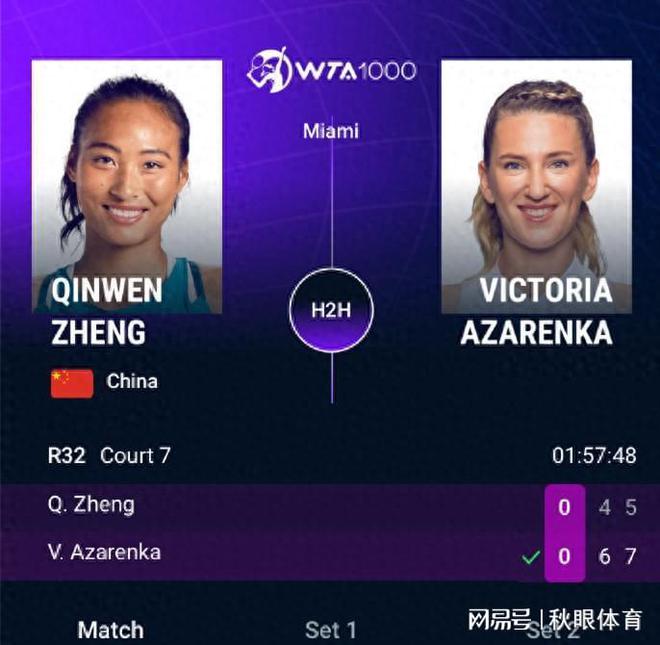 WTA1000
Miami
QINWEN
ZHENG
VICTORIA
AZARENKA
H2H
China
R32 Court 7
01:57:48
Q. Zheng 0 4 5
V. Azarenka 0 6 7
Match Set 1 Set 2
网易号 | 秋眼体育